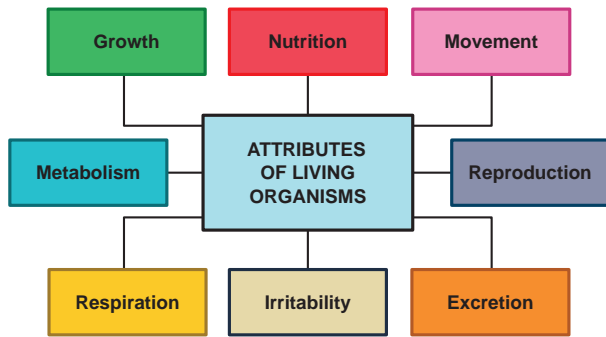 Growth
Nutrition
Movement
Metabolism
ATTRIBUTES
OF LIVING
ORGANISMS
Reproduction
Respiration
Irritability
Excretion